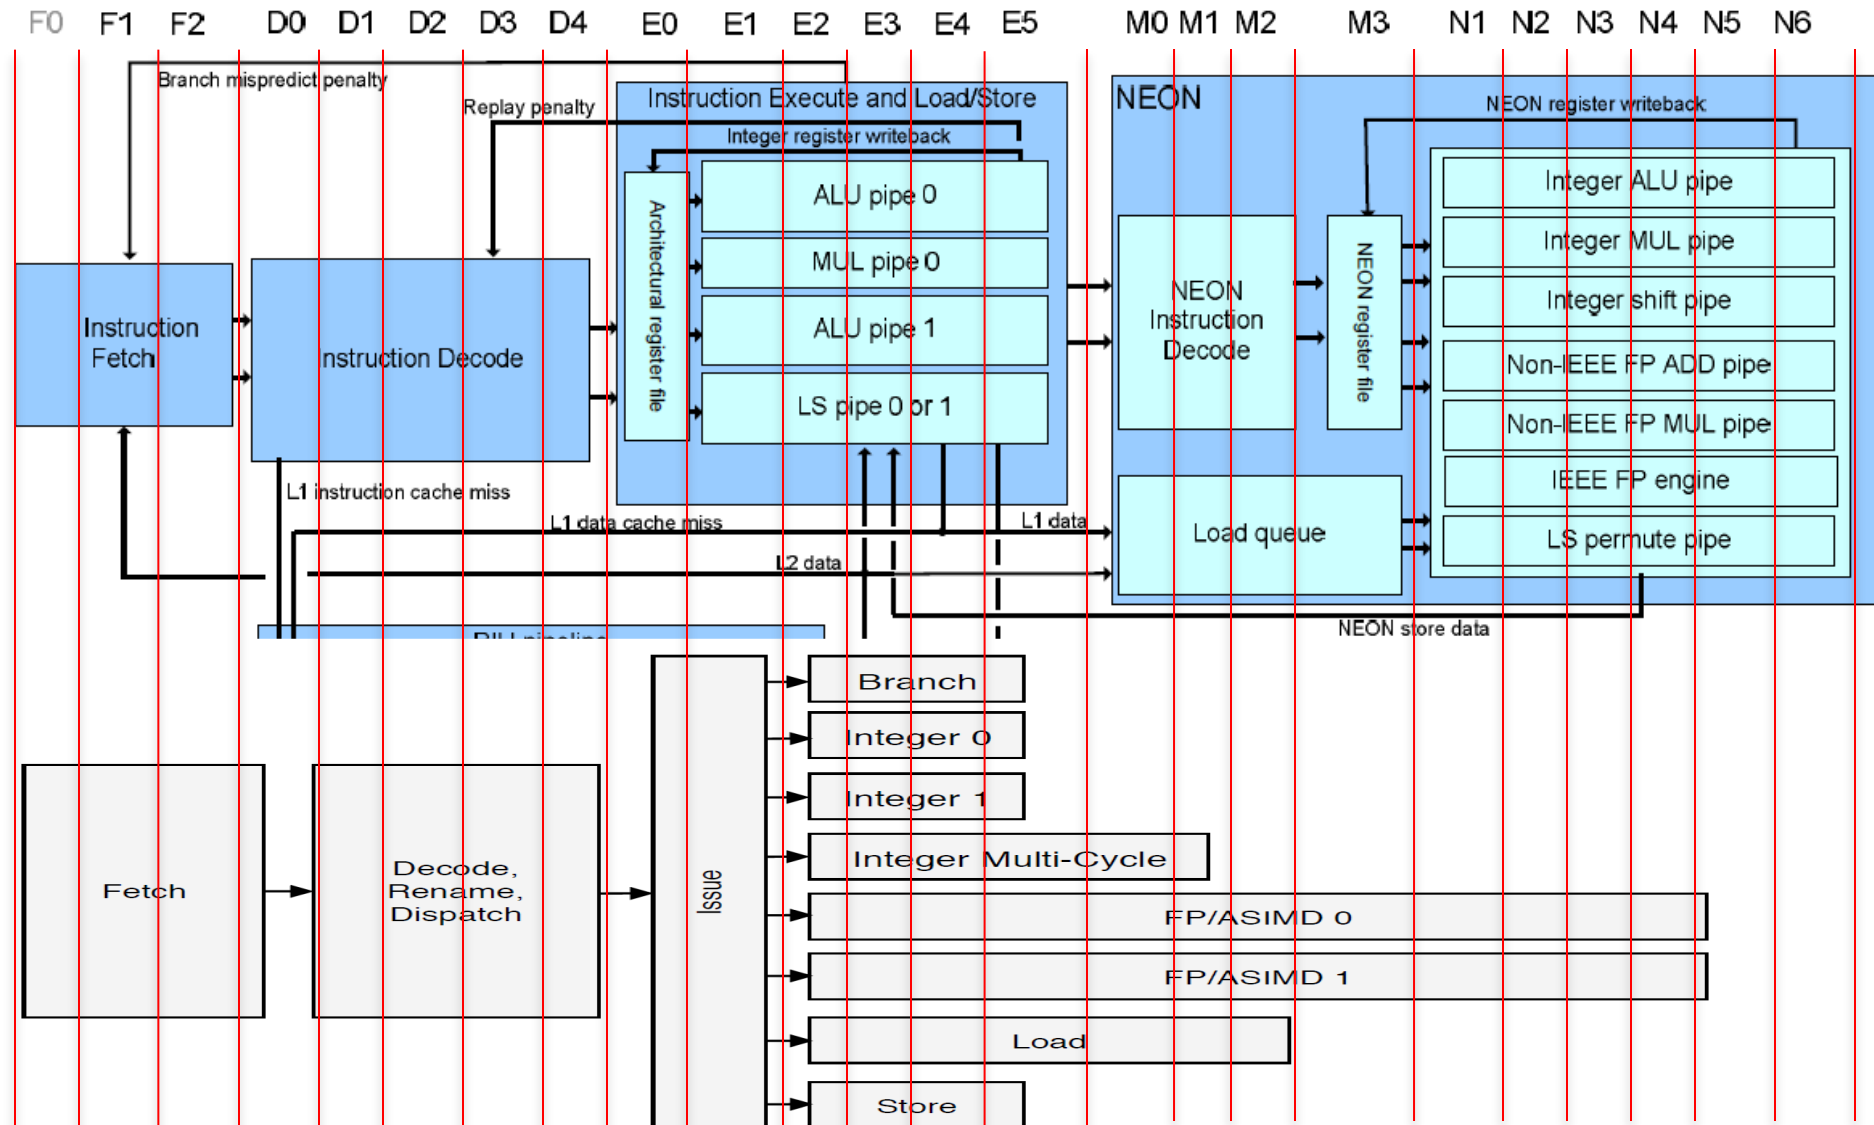 F0 F1 F2 D0 D1 D2 D3 D4 E0 E1 E2 E3 E4 E5 M0 M1 M2 M3 N1 N2 N3 N4 N5 N6
Branch mispredict penalty
Replay penalty
Instruction Execute and Load/Store
Integer register writeback
Instruction
Fetch
Instruction Decode
Architectural register file
ALU pipe 0
MUL pipe 0
ALU pipe 1
LS pipe 0 or 1
NEON
NEON register writeback
NEON
Instruction
Decode
NEON register file
Integer ALU pipe
Integer MUL pipe
Integer shift pipe
Non-IEEE FP ADD pipe
Non-IEEE FP MUL pipe
IEEE FP engine
LS permute pipe
Load queue
L1 instruction cache miss
L1 data cache miss
L1 data
L2 data
NEON store data
pipeline
Fetch
Decode,
Rename,
Dispatch
Issue
Branch
Integer 0
Integer 1
Integer Multi-Cycle
FP/ASIMD 0
FP/ASIMD 1
Load
Store